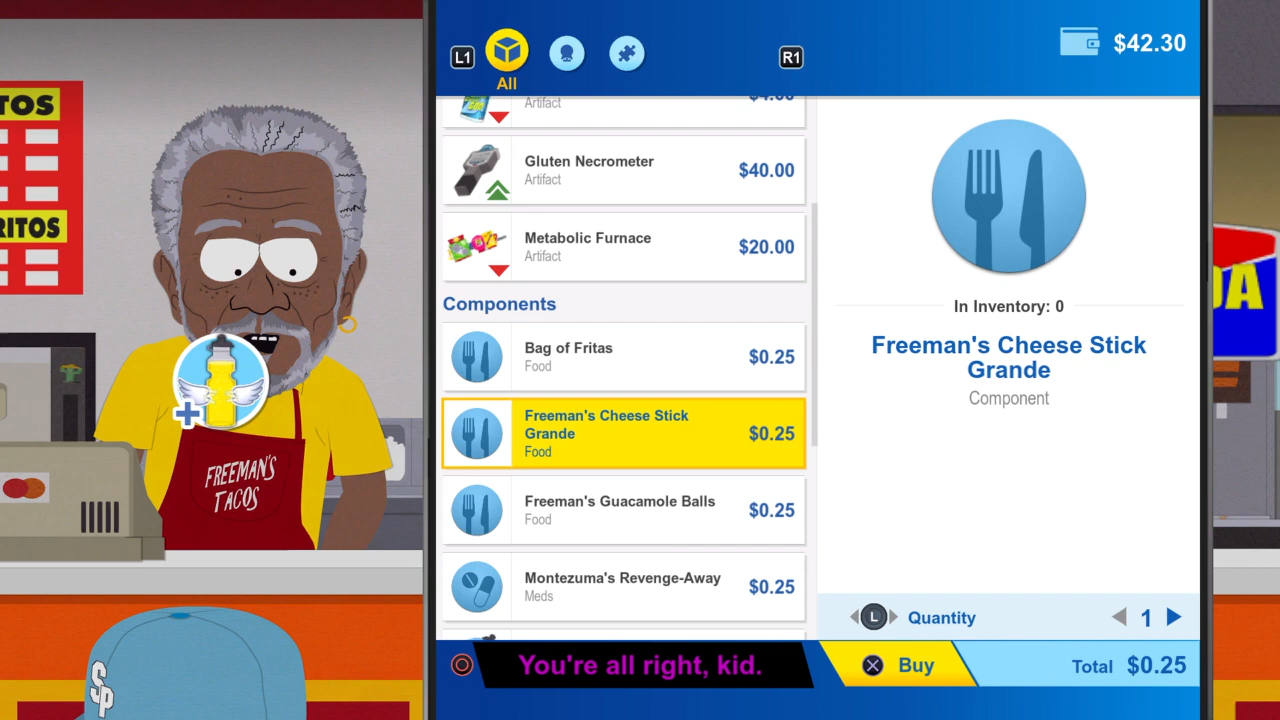 TOS
RITOS
FREEMAN'S
TACOS
SP
L1
All
R1
$42.30
Artifact
$4.00
Gluten Necrometer
Artifact
$40.00
Metabolic Furnace
Artifact
$20.00
Components
Bag of Fritas
Food
$0.25
Freeman's Cheese Stick
Grande
Food
$0.25
Freeman's Guacamole Balls
Food
$0.25
Montezuma's Revenge-Away
Meds
$0.25
You're all right, kid.
In Inventory: 0
Freeman's Cheese Stick
Grande
Component
L
Quantity
1
Buy
Total
$0.25
DA